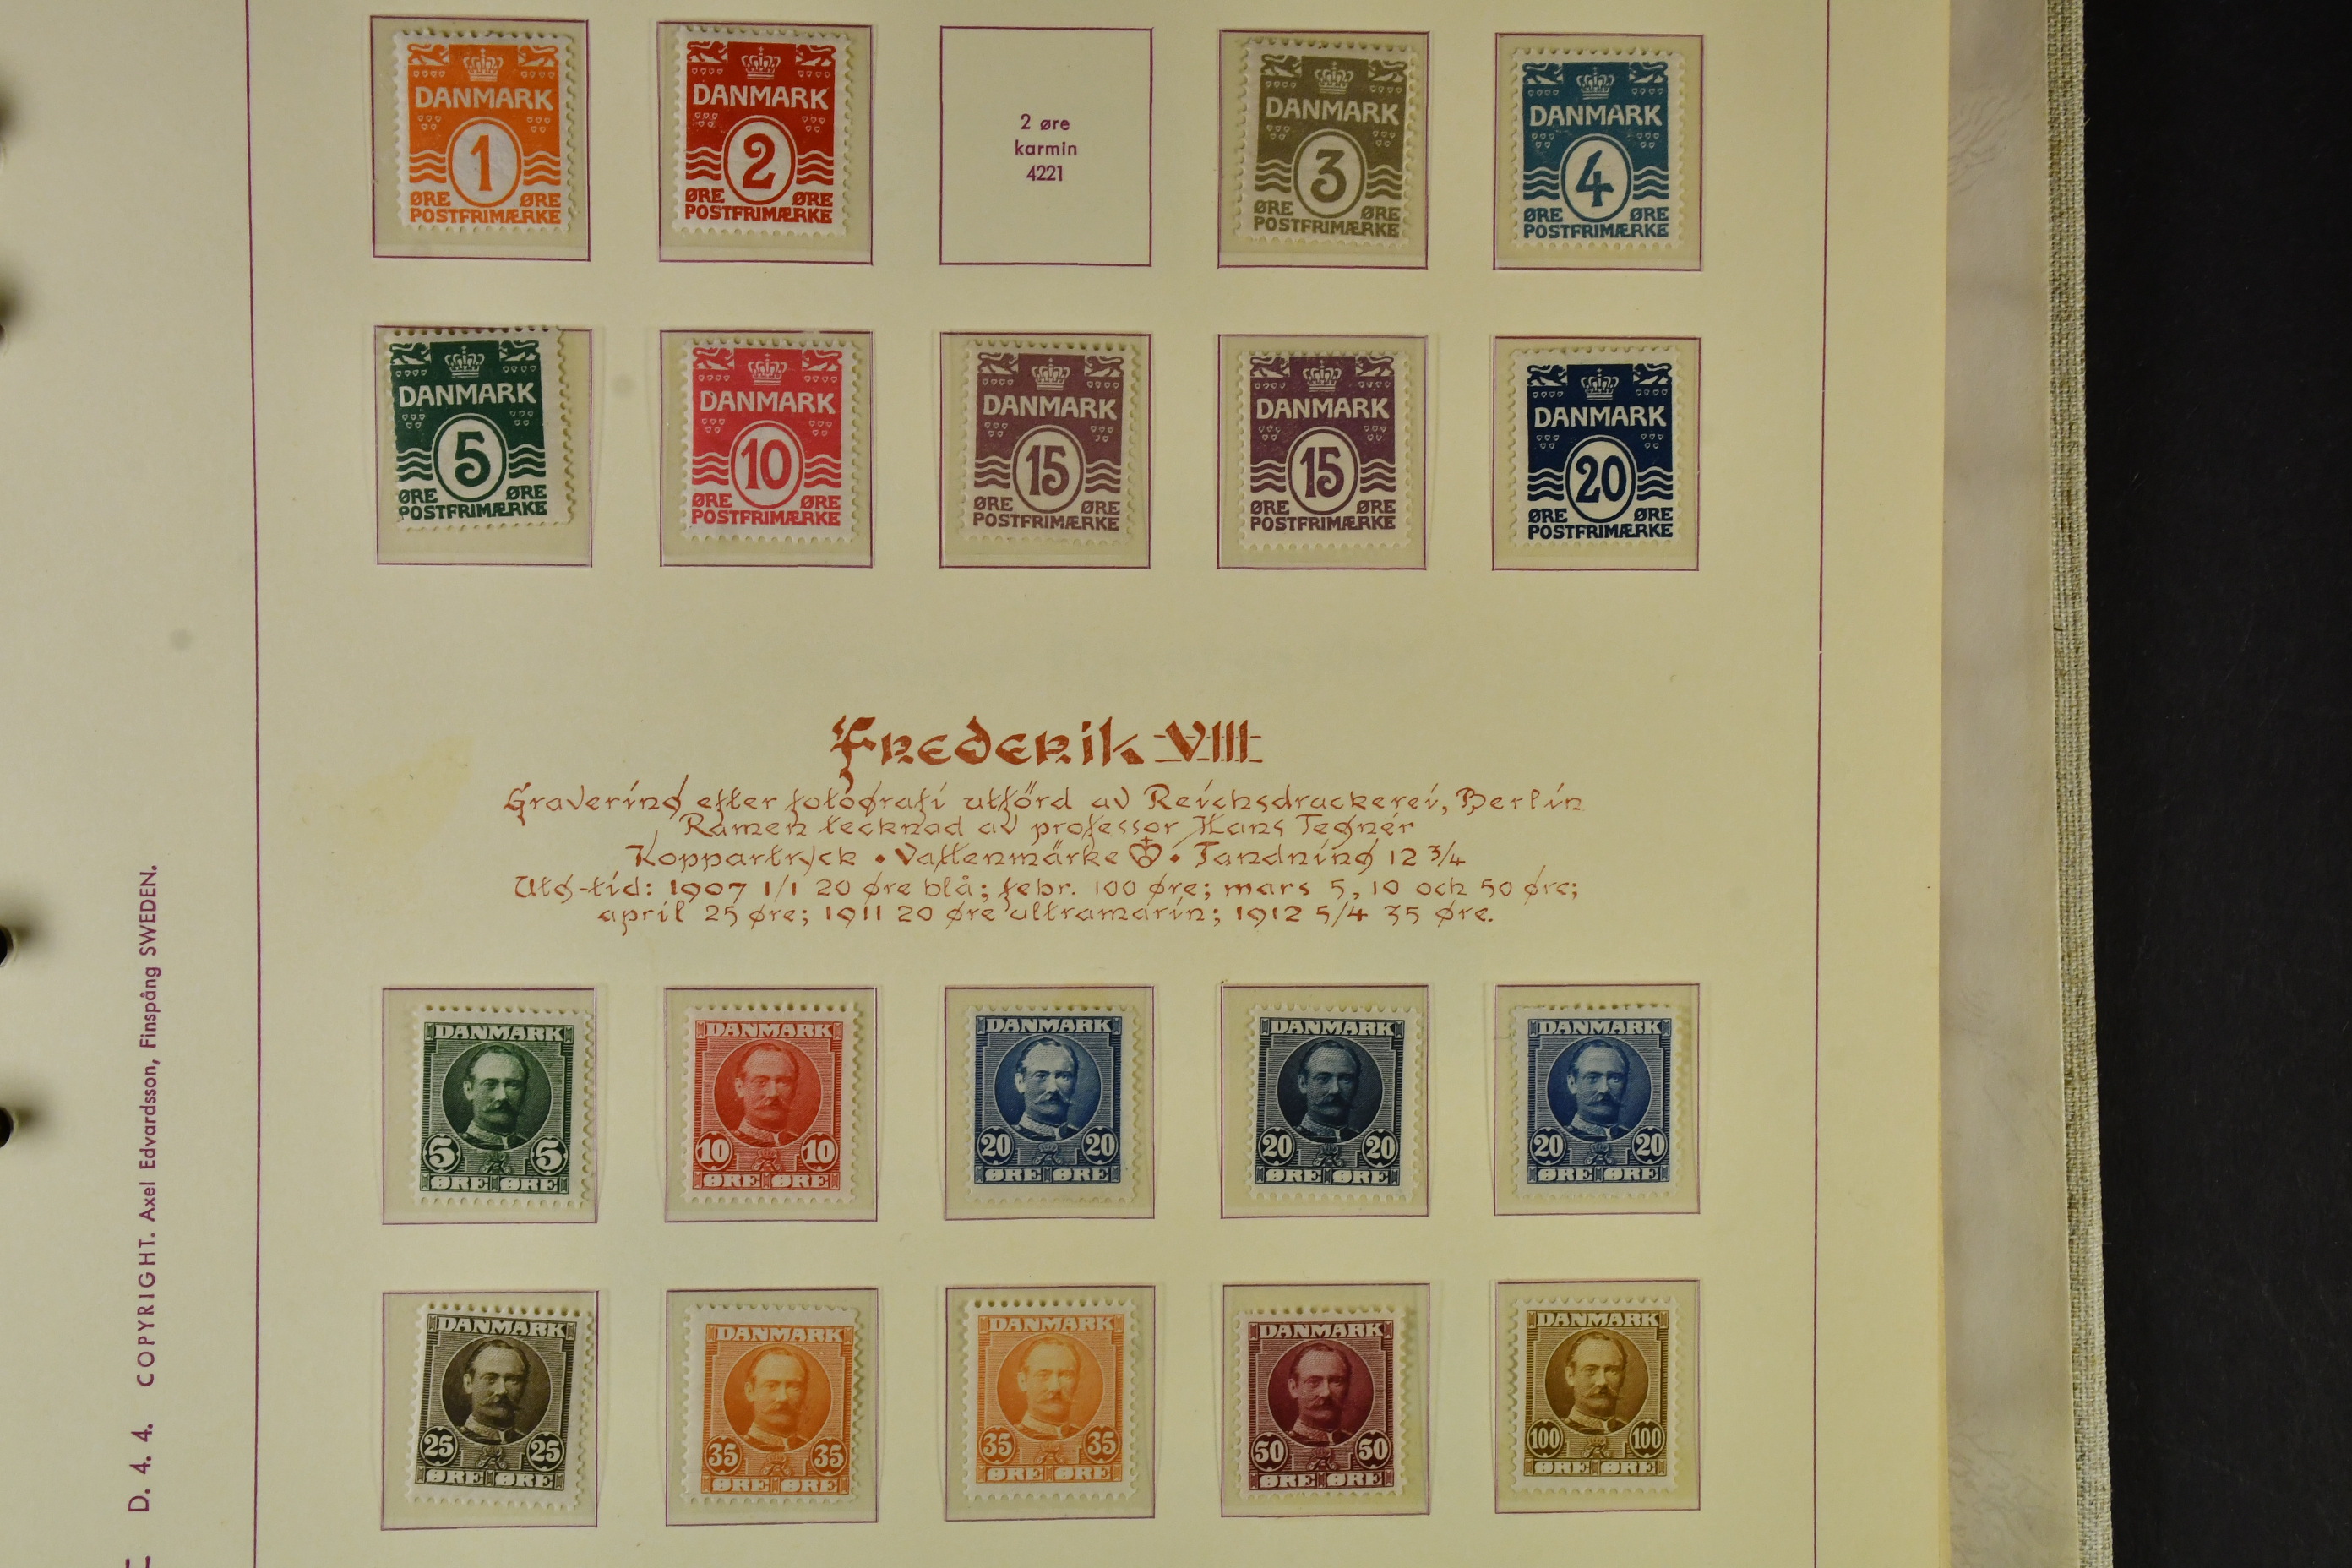 DANMARK
1
ØRE ØRE
POSTFRIMÆRKE
DANMARK
2
ØRE ØRE
POSTFRIMÆRKE
2 øre
karmin
4221
DANMARK
3
ØRE ØRE
POSTFRIMÆRKE
DANMARK
4
ØRE ØRE
POSTFRIMÆRKE
DANMARK
5
ØRE ØRE
POSTFRIMÆRKE
DANMARK
10
ØRE ØRE
POSTFRIMÆRKE
DANMARK
15
ØRE ØRE
POSTFRIMÆRKE
DANMARK
15
ØRE ØRE
POSTFRIMÆRKE
DANMARK
20
ØRE ØRE
POSTFRIMÆRKE
Frederik VIII
Gravering efter fotografi utförd av Reichsdruckerei, Berlin
Ramen tecknad av professor Hans Tegnér
Koppartryck • Vattenmärke • Tandning 12 3/4
Utg-tid: 1907 1/1 20 øre blå; febr. 100 øre; mars 5, 10 och 50 øre;
april 25 øre; 1911 20 øre ultramarin; 1912 5/4 35 øre.
DANMARK
5 5
ØRE ØRE
DANMARK
10 10
ØRE ØRE
DANMARK
20 20
ØRE ØRE
DANMARK
20 20
ØRE ØRE
DANMARK
20 20
ØRE ØRE
DANMARK
25 25
ØRE ØRE
DANMARK
35 35
ØRE ØRE
DANMARK
35 35
ØRE ØRE
DANMARK
50 50
ØRE ØRE
DANMARK
100 100
ØRE ØRE
D. 4. 4. COPYRIGHT. Axel Edvardsson, Finspång SWEDEN.